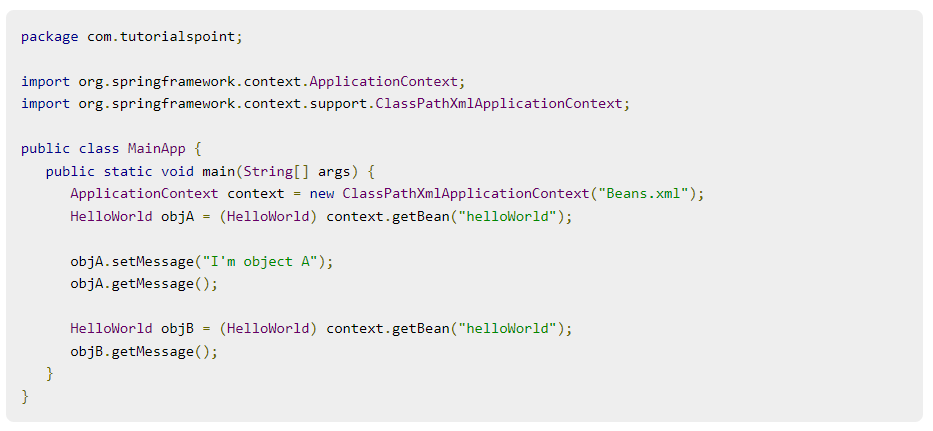 package com.tutorialspoint;
import org.springframework.context.ApplicationContext;
import org.springframework.context.support.ClassPathXmlApplicationContext;
public class MainApp {
public static void main(String[] args) {
ApplicationContext context = new ClassPathXmlApplicationContext("Beans.xml");
HelloWorld objA = (HelloWorld) context.getBean("helloWorld");
objA.setMessage("I'm object A");
objA.getMessage();
HelloWorld objB = (HelloWorld) context.getBean("helloWorld");
objB.getMessage();
}
}